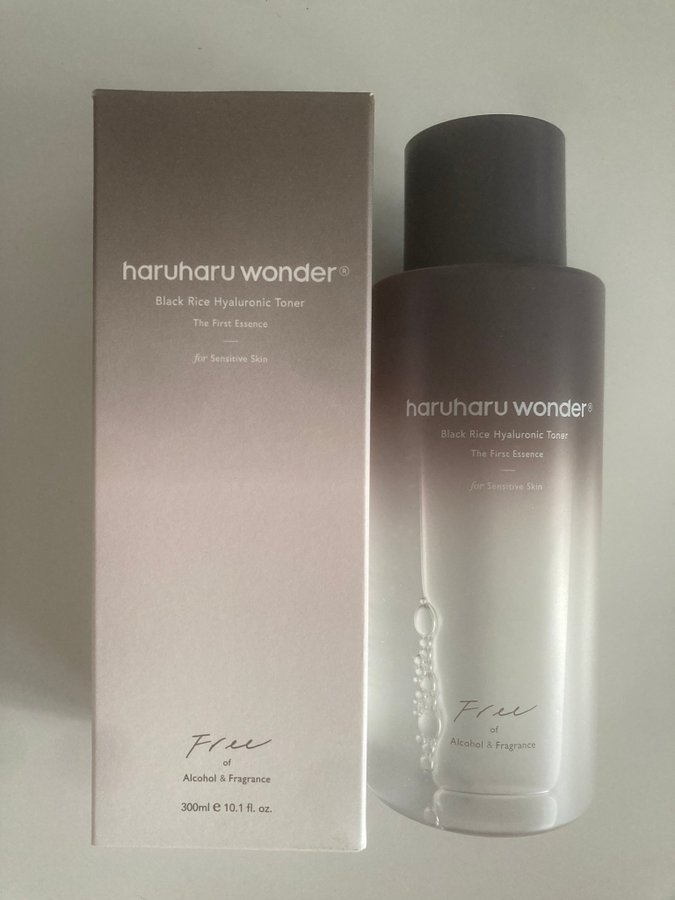 haruharu wonder®
Black Rice Hyaluronic Toner
The First Essence
for Sensitive Skin
Free
of
Alcohol & Fragrance
300ml ℮ 10.1 fl. oz.
haruharu wonder®
Black Rice Hyaluronic Toner
The First Essence
for Sensitive Skin
Free
of
Alcohol & Fragrance